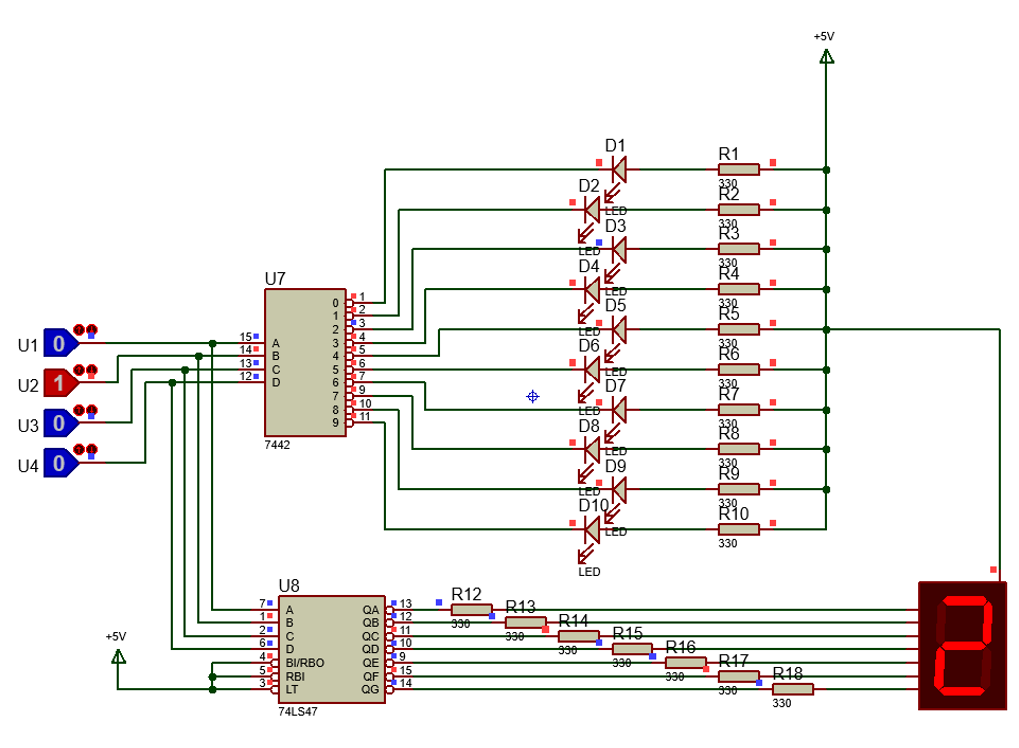 +5V
D1
R1
330
D2
R2
LED
330
D3
R3
LED
330
D4
R4
LED
330
U7
D5
R5
LED
330
0 1
1 2
2 3
3 4
4 5
5 6
6 7
7 9
8 10
9 11
15 A
14 B
13 C
12 D
7442
U1 0
U2 1
U3 0
U4 0
D6
R6
LED
330
D7
R7
LED
330
D8
R8
LED
330
D9
R9
LED
330
D10
R10
LED
330
LED
U8
7 A QA 13
1 B QB 12
2 C QC 11
6 D QD 10
4 BI/RBO QE 9
5 RBI QF 15
3 LT QG 14
74LS47
+5V
R12
330
R13
330
R14
330
R15
330
R16
330
R17
330
R18
330
2